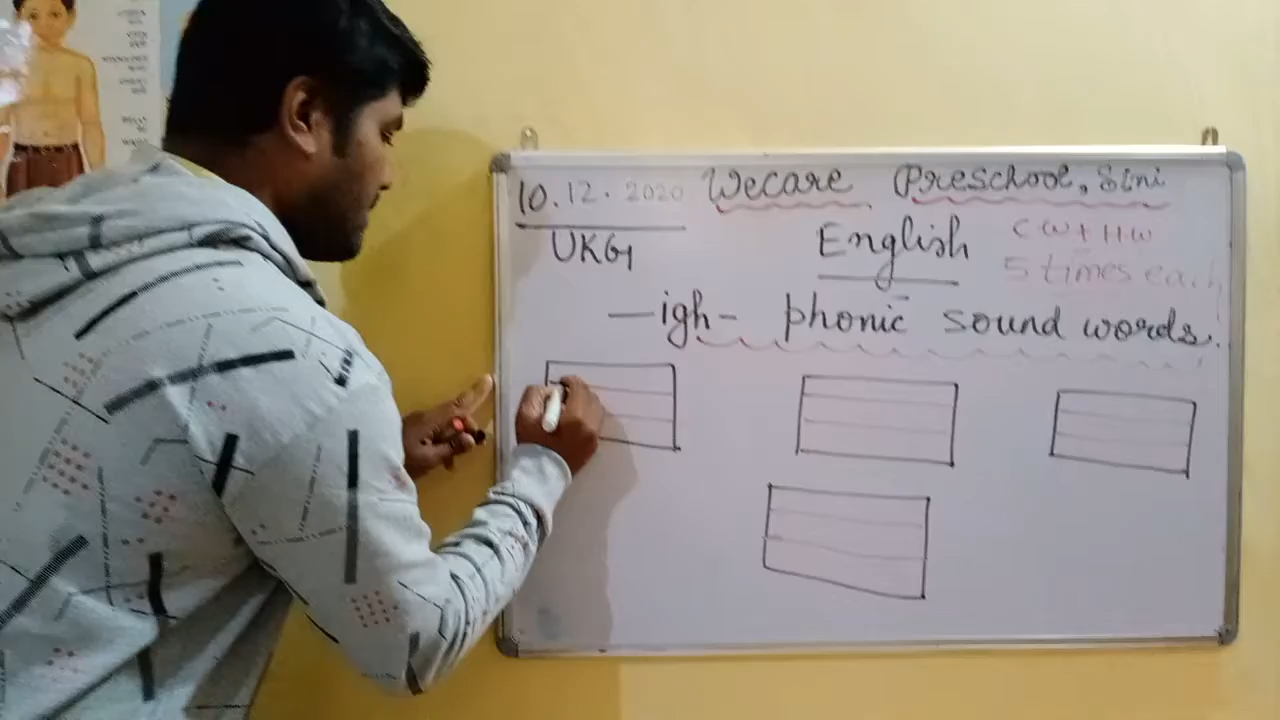 10.12.2020 Wecare Preschool, Sini
UKG English CW+HW
5 times each
—igh- phonic sound words.